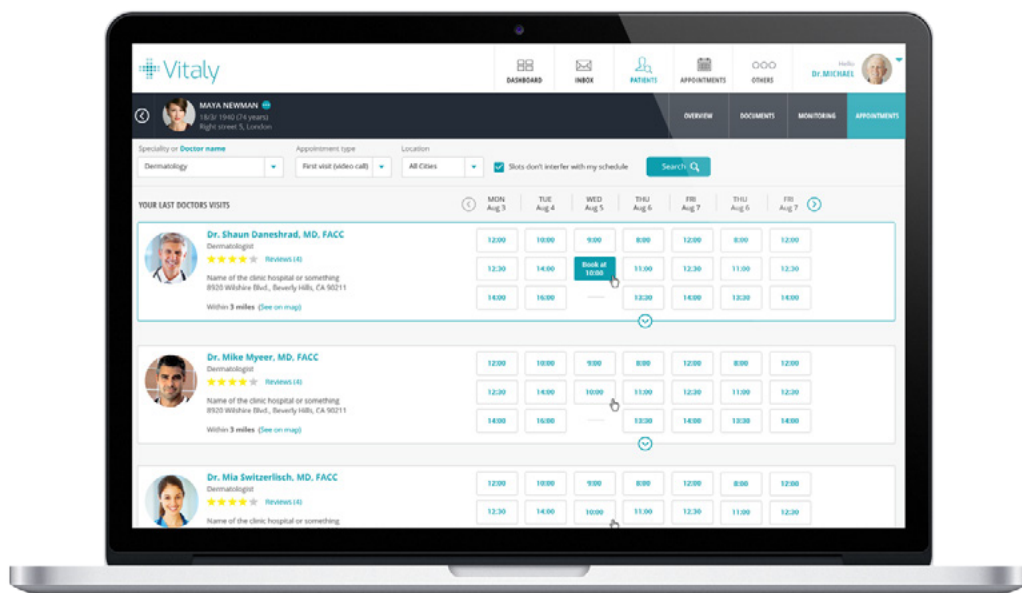 Vitaly
DASHBOARD INBOX PATIENTS APPOINTMENTS OTHERS
Hello
Dr.MICHAEL
MAYA NEWMAN
18/3/ 1940 (74 years)
Right street 5, London
OVERVIEW DOCUMENTS MONITORING APPOINTMENTS
Speciality or Doctor name Appointment type Location
Dermatology First visit (video call) All Cities Slots don't interfer with my schedule Search
YOUR LAST DOCTORS VISITS
MON TUE WED THU FRI THU FRI
Aug 3 Aug 4 Aug 5 Aug 6 Aug 7 Aug 6 Aug 7
Dr. Shaun Daneshrad, MD, FACC
Dermatologist
Reviews (4)
Name of the clinic hospital or something
8920 Wilshire Blvd., Beverly Hills, CA 90211
Within 3 miles (See on map)
12:00 10:00 9:00 8:00 12:00 8:00 12:00
12:30 14:00 Book at 10:00 11:00 12:30 11:00 12:30
14:00 16:00 13:30 14:00 13:30 14:00
Dr. Mike Myeer, MD, FACC
Dermatologist
Reviews (4)
Name of the clinic hospital or something
8920 Wilshire Blvd., Beverly Hills, CA 90211
Within 3 miles (See on map)
12:00 10:00 9:00 8:00 12:00 8:00 12:00
12:30 14:00 10:00 11:00 12:30 11:00 12:30
14:00 16:00 13:30 14:00 13:30 14:00
Dr. Mia Switzerlisch, MD, FACC
Dermatologist
Reviews (4)
Name of the clinic hospital or something
12:00 10:00 9:00 8:00 12:00 8:00 12:00
12:30 14:00 10:00 11:00 12:30 11:00 12:30